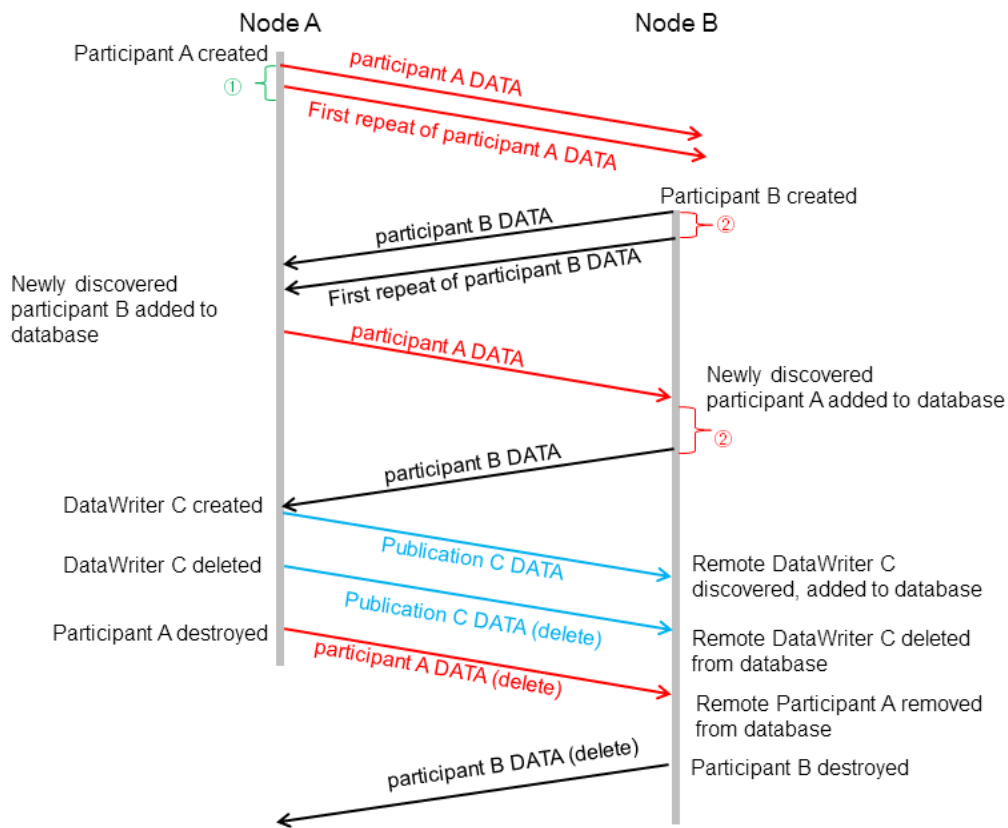 Node A
Node B
Participant A created
participant A DATA
①
First repeat of participant A DATA
Participant B created
participant B DATA
②
First repeat of participant B DATA
Newly discovered
participant B added to
database
participant A DATA
Newly discovered
participant A added to database
②
participant B DATA
DataWriter C created
Publication C DATA
Remote DataWriter C
discovered, added to database
DataWriter C deleted
Publication C DATA (delete)
Remote DataWriter C deleted
from database
Participant A destroyed
participant A DATA (delete)
Remote Participant A removed
from database
participant B DATA (delete)
Participant B destroyed